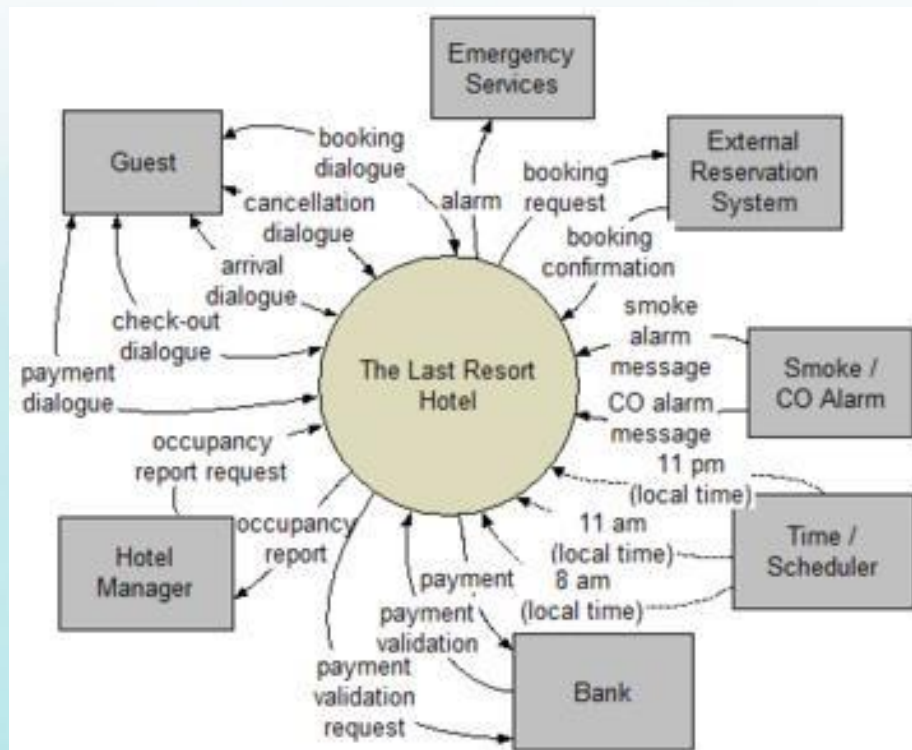 Emergency
Services
Guest
booking
dialogue
External
Reservation
System
cancellation
dialogue
alarm
booking
request
booking
confirmation
arrival
dialogue
check-out
dialogue
payment
dialogue
The Last Resort
Hotel
smoke
alarm
message
Smoke /
CO Alarm
CO alarm
message
occupancy
report request
11 pm
(local time)
Hotel
Manager
occupancy
report
11 am
(local time)
Time /
Scheduler
8 am
(local time)
payment
payment
validation
payment
validation
request
Bank